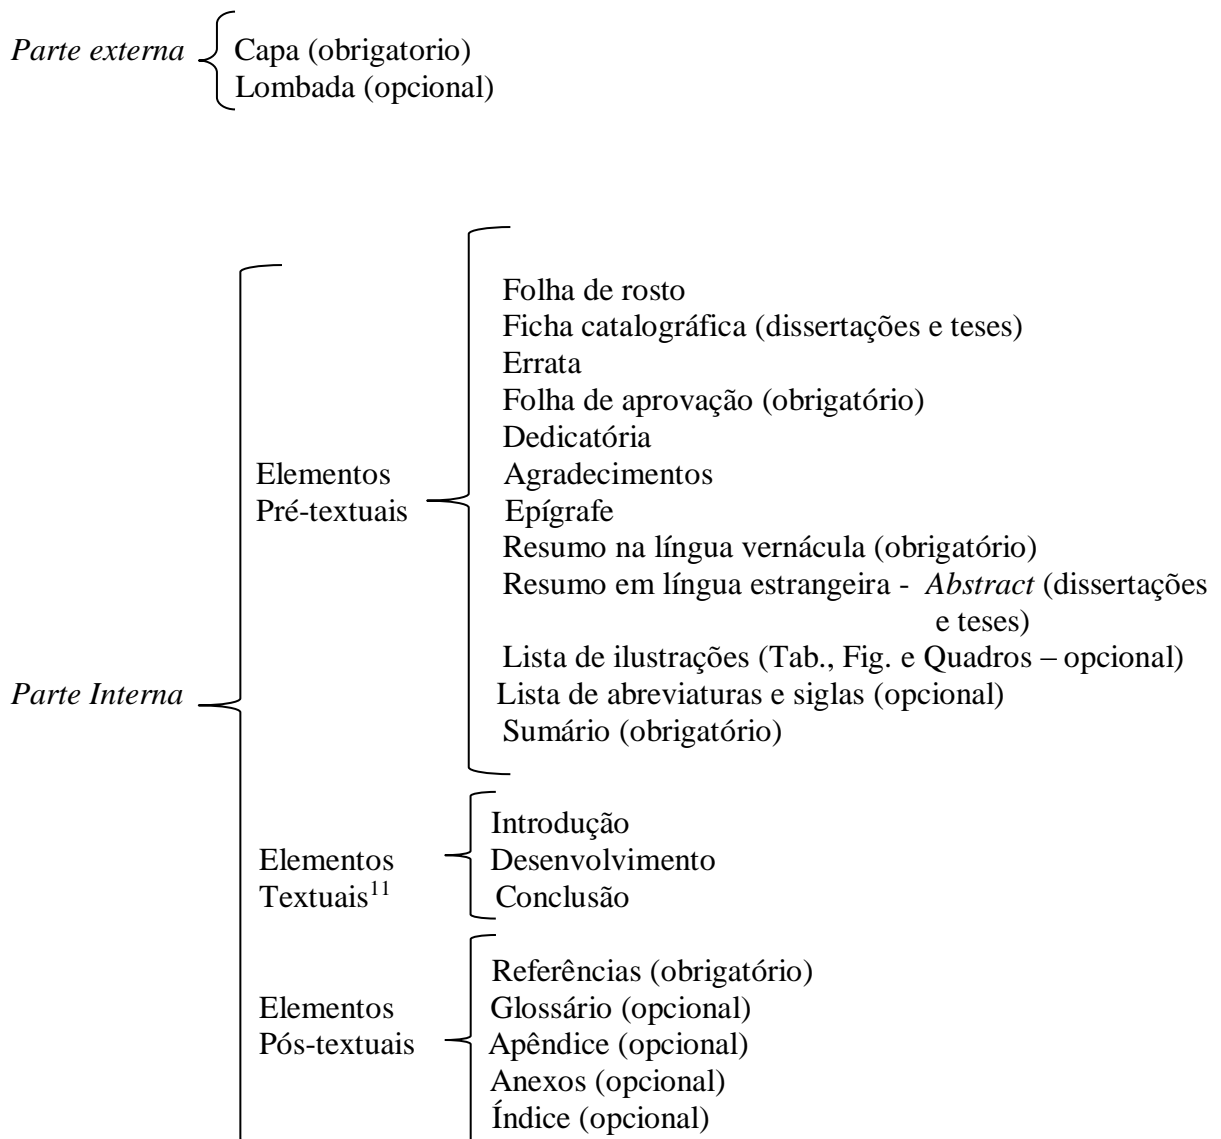 Parte externa
Capa (obrigatorio)
Lombada (opcional)
Parte Interna
Elementos
Pré-textuais
Folha de rosto
Ficha catalográfica (dissertações e teses)
Errata
Folha de aprovação (obrigatório)
Dedicatória
Agradecimentos
Epígrafe
Resumo na língua vernácula (obrigatório)
Resumo em língua estrangeira - Abstract (dissertações
e teses)
Lista de ilustrações (Tab., Fig. e Quadros – opcional)
Lista de abreviaturas e siglas (opcional)
Sumário (obrigatório)
Elementos
Textuais11
Introdução
Desenvolvimento
Conclusão
Elementos
Pós-textuais
Referências (obrigatório)
Glossário (opcional)
Apêndice (opcional)
Anexos (opcional)
Índice (opcional)